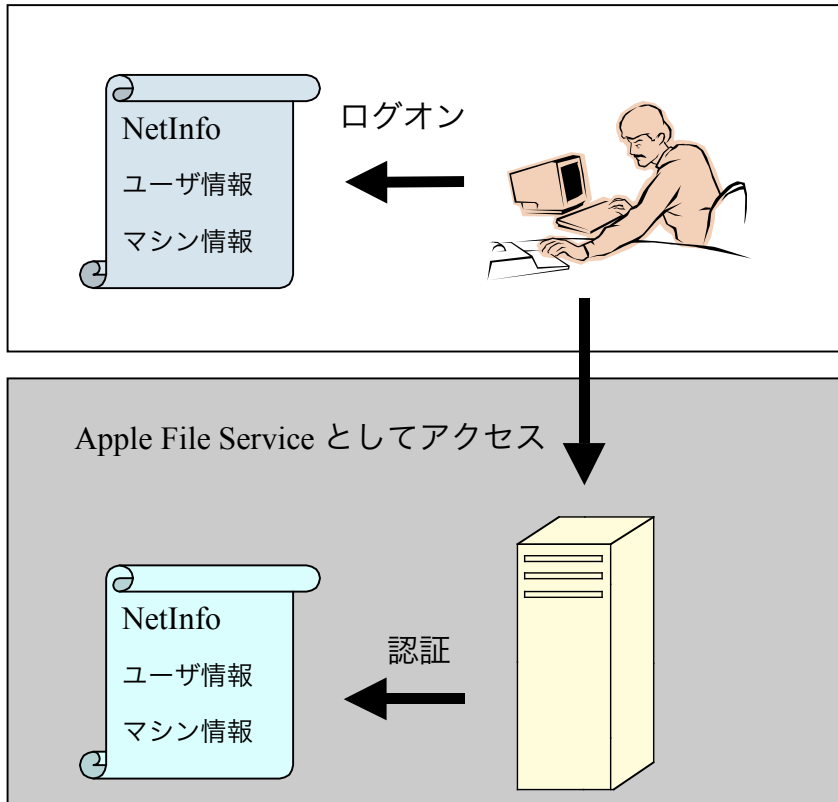 ログオン
NetInfo
ユーザ情報
マシン情報
Apple File Service としてアクセス
認証
NetInfo
ユーザ情報
マシン情報